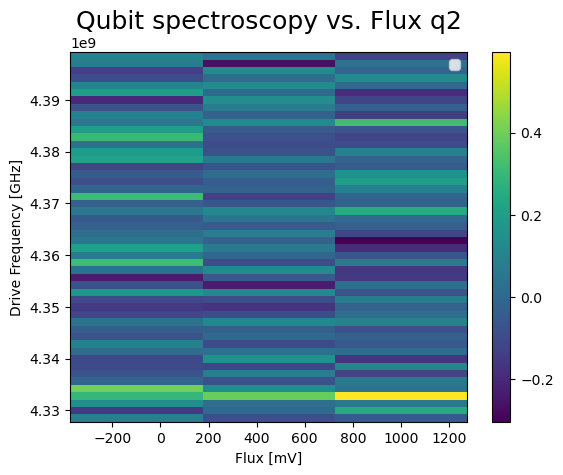 Qubit spectroscopy vs. Flux q2
1e9
4.39
4.38
4.37
4.36
4.35
4.34
4.33
Drive Frequency [GHz]
−200 0 200 400 600 800 1000 1200
Flux [mV]
0.4
0.2
0.0
−0.2